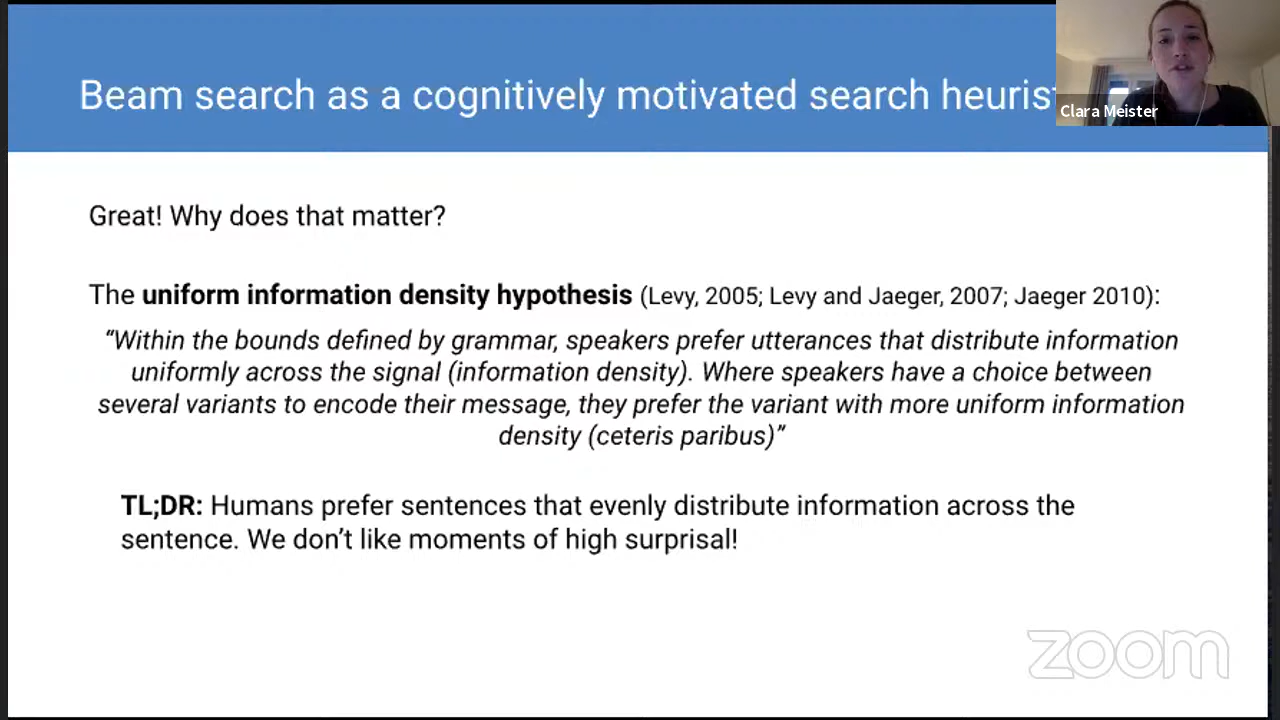 Beam search as a cognitively motivated search heuris
Clara Meister
Great! Why does that matter?
The uniform information density hypothesis (Levy, 2005; Levy and Jaeger, 2007; Jaeger 2010):
“Within the bounds defined by grammar, speakers prefer utterances that distribute information
uniformly across the signal (information density). Where speakers have a choice between
several variants to encode their message, they prefer the variant with more uniform information
density (ceteris paribus)”
TL;DR: Humans prefer sentences that evenly distribute information across the
sentence. We don’t like moments of high surprisal!
zoom